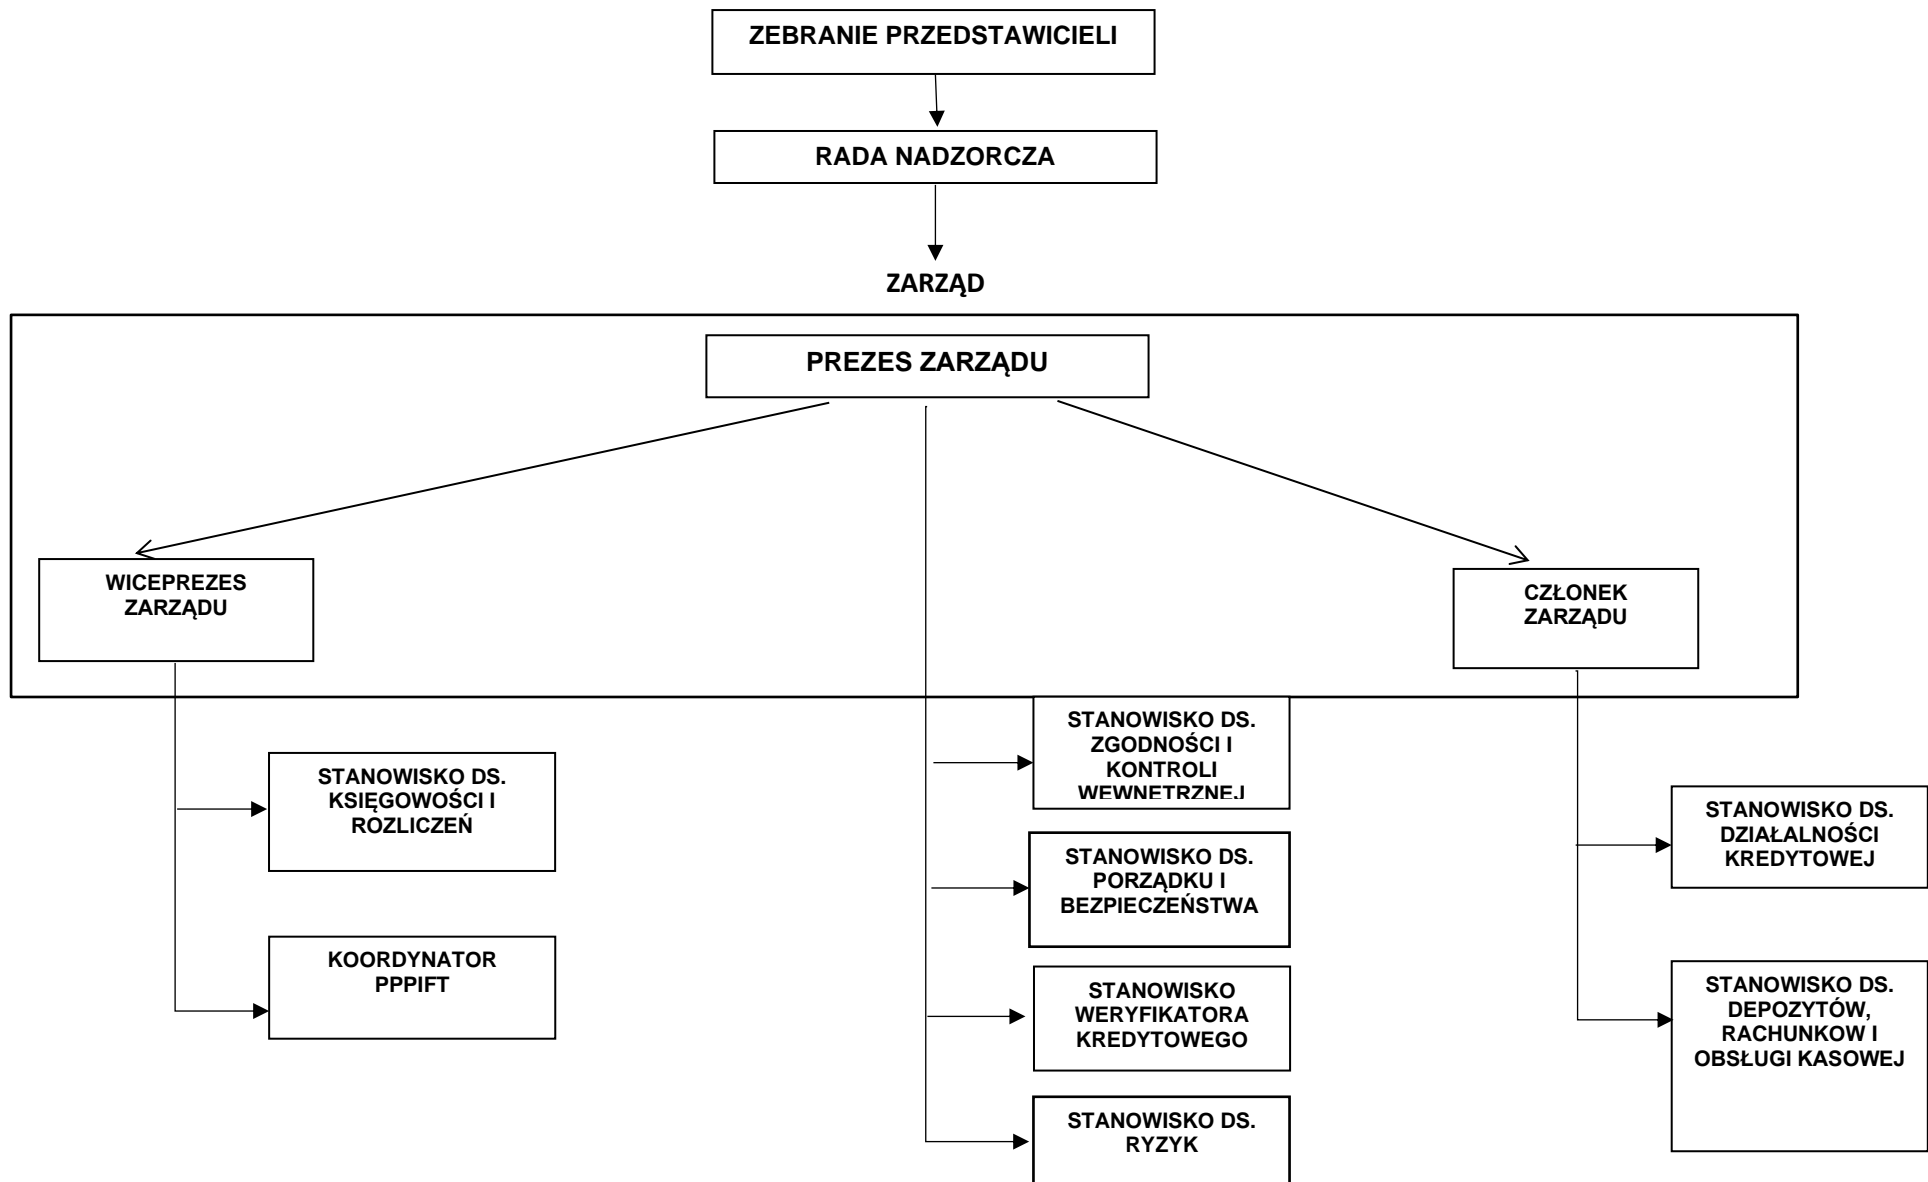 ZEBRANIE PRZEDSTAWICIELI
RADA NADZORCZA
ZARZĄD
PREZES ZARZĄDU
WICEPREZES
ZARZĄDU
CZŁONEK
ZARZĄDU
STANOWISKO DS.
KSIĘGOWOŚCI I
ROZLICZEŃ
KOORDYNATOR
PPPIFT
STANOWISKO DS.
ZGODNOŚCI I
KONTROLI
WEWNETRZNEJ
STANOWISKO DS.
PORZĄDKU I
BEZPIECZEŃSTWA
STANOWISKO
WERYFIKATORA
KREDYTOWEGO
STANOWISKO DS.
RYZYK
STANOWISKO DS.
DZIAŁALNOŚCI
KREDYTOWEJ
STANOWISKO DS.
DEPOZYTÓW,
RACHUNKOW I
OBSŁUGI KASOWEJ